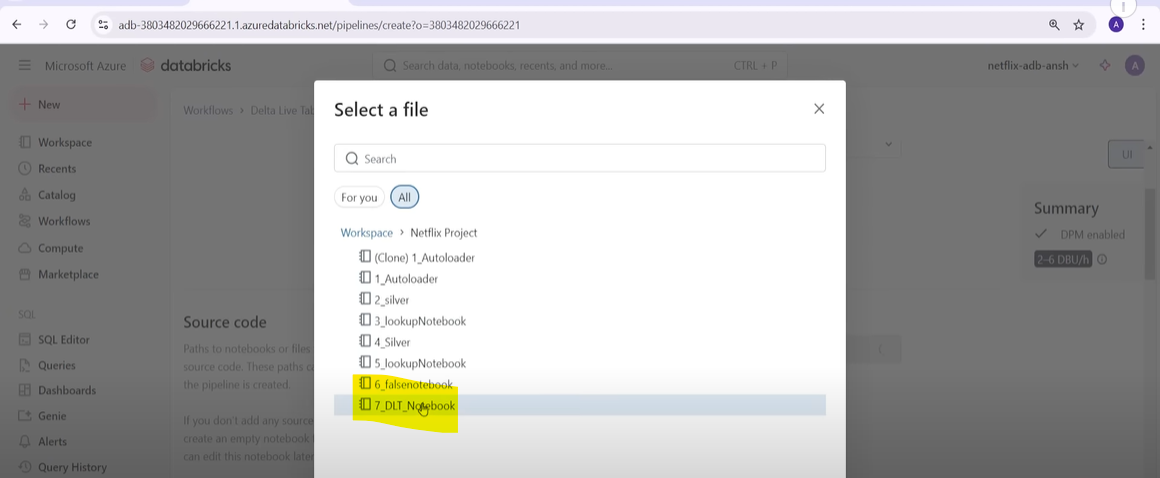 adb-3803482029666221.1.azuredatabricks.net/pipelines/create?o=3803482029666221
A
Microsoft Azure databricks
Search data, notebooks, recents, and more... CTRL + P
netflix-adb-ansh
A
New
Workspace
Recents
Catalog
Workflows
Compute
Marketplace
SQL
SQL Editor
Queries
Dashboards
Genie
Alerts
Query History
Workflows > Delta Live Tab
Source code
Paths to notebooks or files
source code. These paths c
the pipeline is created.
If you don't add any source
create an empty notebook
can edit this notebook later
Select a file
Search
For you
All
Workspace > Netflix Project
(Clone) 1_Autoloader
1_Autoloader
2_silver
3_lookupNotebook
4_Silver
5_lookupNotebook
6_falsenotebook
7_DLT_Notebook
UI
Summary
DPM enabled
2-6 DBU/h